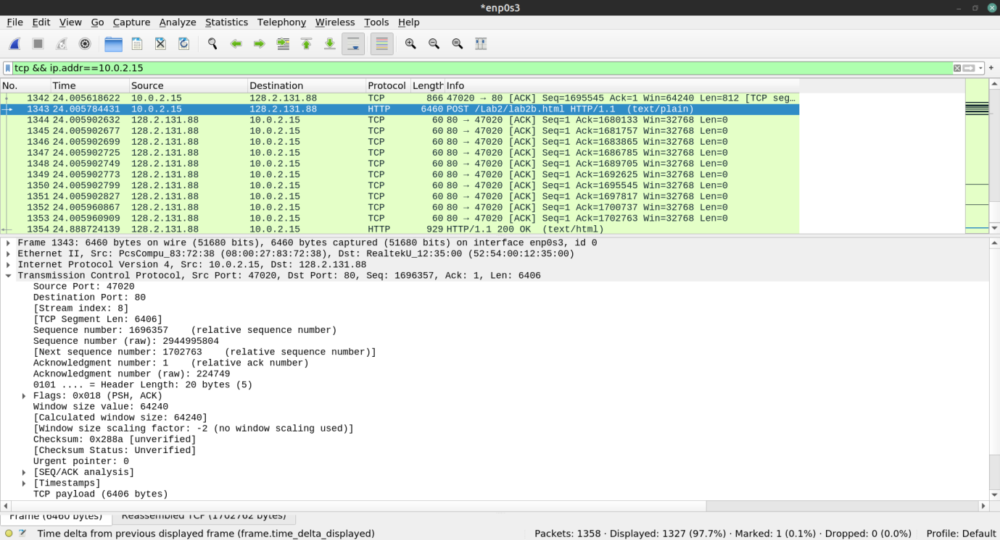 *enp0s3
File Edit View Go Capture Analyze Statistics Telephony Wireless Tools Help
tcp && ip.addr==10.0.2.15
No. Time Source Destination Protocol Length Info
1342 24.005618622 10.0.2.15 128.2.131.88 TCP 866 47020 → 80 [ACK] Seq=1695545 Ack=1 Win=64240 Len=812 [TCP seg…
1343 24.005784431 10.0.2.15 128.2.131.88 HTTP 6460 POST /Lab2/lab2b.html HTTP/1.1 (text/plain)
1344 24.005902632 128.2.131.88 10.0.2.15 TCP 60 80 → 47020 [ACK] Seq=1 Ack=1680133 Win=32768 Len=0
1345 24.005902677 128.2.131.88 10.0.2.15 TCP 60 80 → 47020 [ACK] Seq=1 Ack=1681757 Win=32768 Len=0
1346 24.005902699 128.2.131.88 10.0.2.15 TCP 60 80 → 47020 [ACK] Seq=1 Ack=1683865 Win=32768 Len=0
1347 24.005902725 128.2.131.88 10.0.2.15 TCP 60 80 → 47020 [ACK] Seq=1 Ack=1686785 Win=32768 Len=0
1348 24.005902749 128.2.131.88 10.0.2.15 TCP 60 80 → 47020 [ACK] Seq=1 Ack=1689705 Win=32768 Len=0
1349 24.005902773 128.2.131.88 10.0.2.15 TCP 60 80 → 47020 [ACK] Seq=1 Ack=1692625 Win=32768 Len=0
1350 24.005902799 128.2.131.88 10.0.2.15 TCP 60 80 → 47020 [ACK] Seq=1 Ack=1695545 Win=32768 Len=0
1351 24.005902827 128.2.131.88 10.0.2.15 TCP 60 80 → 47020 [ACK] Seq=1 Ack=1697817 Win=32768 Len=0
1352 24.005960867 128.2.131.88 10.0.2.15 TCP 60 80 → 47020 [ACK] Seq=1 Ack=1700737 Win=32768 Len=0
1353 24.005960909 128.2.131.88 10.0.2.15 TCP 60 80 → 47020 [ACK] Seq=1 Ack=1702763 Win=32768 Len=0
1354 24.888724139 128.2.131.88 10.0.2.15 HTTP 929 HTTP/1.1 200 OK (text/html)
Frame 1343: 6460 bytes on wire (51680 bits), 6460 bytes captured (51680 bits) on interface enp0s3, id 0
Ethernet II, Src: PcsCompu_83:72:38 (08:00:27:83:72:38), Dst: RealtekU_12:35:00 (52:54:00:12:35:00)
Internet Protocol Version 4, Src: 10.0.2.15, Dst: 128.2.131.88
Transmission Control Protocol, Src Port: 47020, Dst Port: 80, Seq: 1696357, Ack: 1, Len: 6406
Source Port: 47020
Destination Port: 80
[Stream index: 8]
[TCP Segment Len: 6406]
Sequence number: 1696357 (relative sequence number)
Sequence number (raw): 2944995804
[Next sequence number: 1702763 (relative sequence number)]
Acknowledgment number: 1 (relative ack number)
Acknowledgment number (raw): 224749
0101 .... = Header Length: 20 bytes (5)
Flags: 0x018 (PSH, ACK)
Window size value: 64240
[Calculated window size: 64240]
[Window size scaling factor: -2 (no window scaling used)]
Checksum: 0x288a [unverified]
[Checksum Status: Unverified]
Urgent pointer: 0
[SEQ/ACK analysis]
[Timestamps]
TCP payload (6406 bytes)
Frame (6460 bytes) Reassembled TCP (1702762 bytes)
Time delta from previous displayed frame (frame.time_delta_displayed) Packets: 1358 · Displayed: 1327 (97.7%) · Marked: 1 (0.1%) · Dropped: 0 (0.0%) Profile: Default